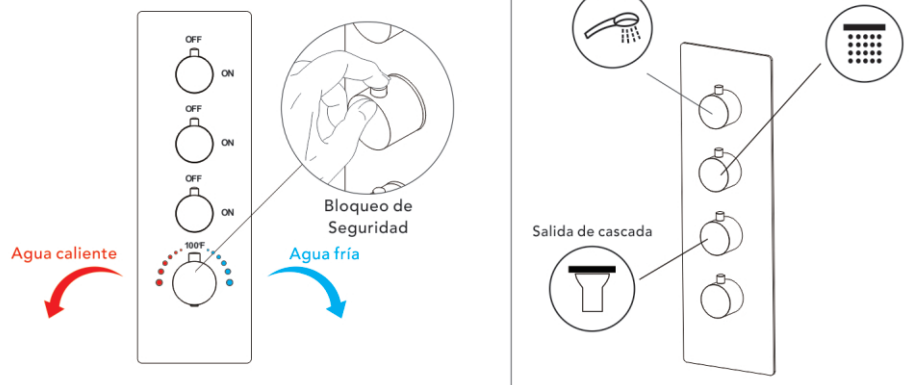 OFF
ON
OFF
ON
OFF
ON
100°F
Bloqueo de
Seguridad
Agua caliente
Agua fría
Salida de cascada